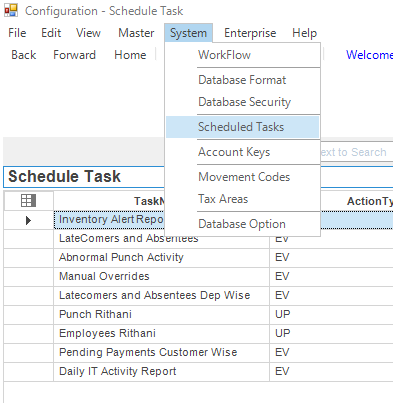 Configuration - Schedule Task
File Edit View Master System Enterprise Help
Back Forward Home Welcome
WorkFlow
Database Format
Database Security
Scheduled Tasks
Account Keys
Movement Codes
Tax Areas
Database Option
to Search
Schedule Task
ActionTy
Inventory Alert Repo
LateComers and Absentees EV
Abnormal Punch Activity EV
Manual Overrides EV
Latecomers and Absentees Dep Wise EV
Punch Rithani UP
Employees Rithani UP
Pending Payments Customer Wise EV
Daily IT Activity Report EV